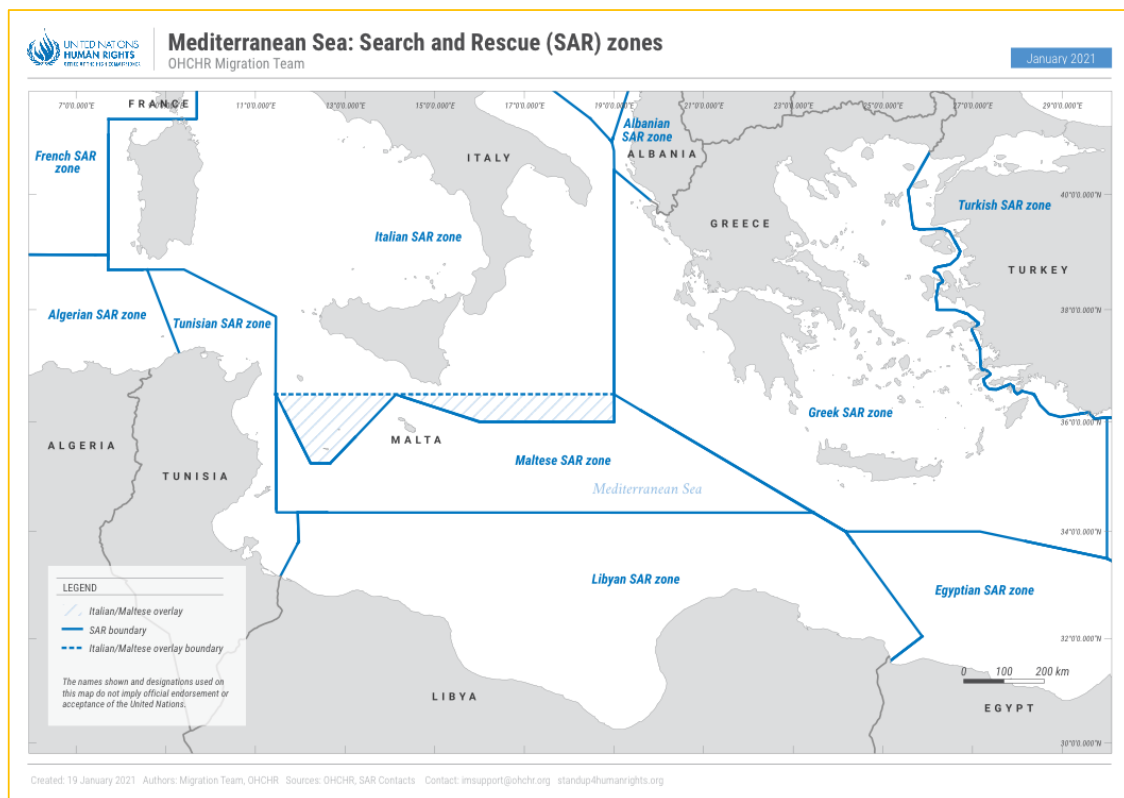 UNITED NATIONS
HUMAN RIGHTS
OFFICE OF THE HIGH COMMISSIONER
Mediterranean Sea: Search and Rescue (SAR) zones
OHCHR Migration Team
January 2021
7°0'0.000"E
11°0'0.000"E
13°0'0.000"E
15°0'0.000"E
17°0'0.000"E
19°0'0.000"E
21°0'0.000"E
23°0'0.000"E
25°0'0.000"E
27°0'0.000"E
29°0'0.000"E
FRANCE
Albanian
SAR zone
ALBANIA
French SAR
zone
ITALY
40°0'0.000"N
Turkish SAR zone
GREECE
Italian SAR zone
TURKEY
Algerian SAR zone
Tunisian SAR zone
38°0'0.000"N
Greek SAR zone
36°0'0.000"N
MALTA
ALGERIA
Maltese SAR zone
TUNISIA
Mediterranean Sea
34°0'0.000"N
Libyan SAR zone
Egyptian SAR zone
32°0'0.000"N
LEGEND
Italian/Maltese overlay
SAR boundary
Italian/Maltese overlay boundary
The names shown and designations used on
this map do not imply official endorsement or
acceptance of the United Nations.
0 100 200 km
LIBYA
EGYPT
30°0'0.000"N
Created: 19 January 2021 Authors: Migration Team, OHCHR Sources: OHCHR, SAR Contacts Contact: imsupport@ohchr.org standup4humanrights.org